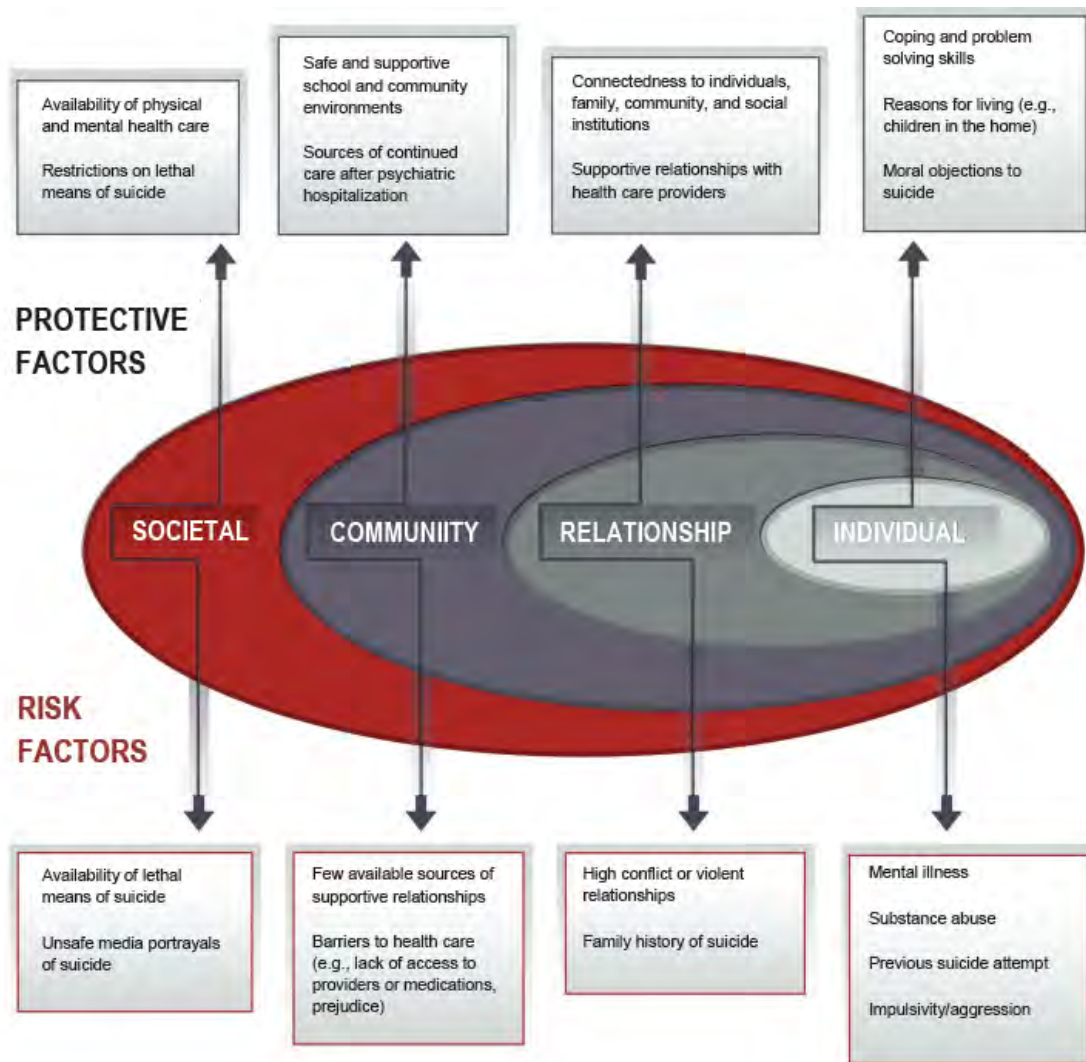 Availability of physical
and mental health care
Restrictions on lethal
means of suicide
Safe and supportive
school and community
environments
Sources of continued
care after psychiatric
hospitalization
Connectedness to individuals,
family, community, and social
institutions
Supportive relationships with
health care providers
Coping and problem
solving skills
Reasons for living (e.g.,
children in the home)
Moral objections to
suicide
PROTECTIVE
FACTORS
SOCIETAL
COMMUNIITY
RELATIONSHIP
INDIVIDUAL
RISK
FACTORS
Availability of lethal
means of suicide
Unsafe media portrayals
of suicide
Few available sources of
supportive relationships
Barriers to health care
(e.g., lack of access to
providers or medications,
prejudice)
High conflict or violent
relationships
Family history of suicide
Mental illness
Substance abuse
Previous suicide attempt
Impulsivity/aggression